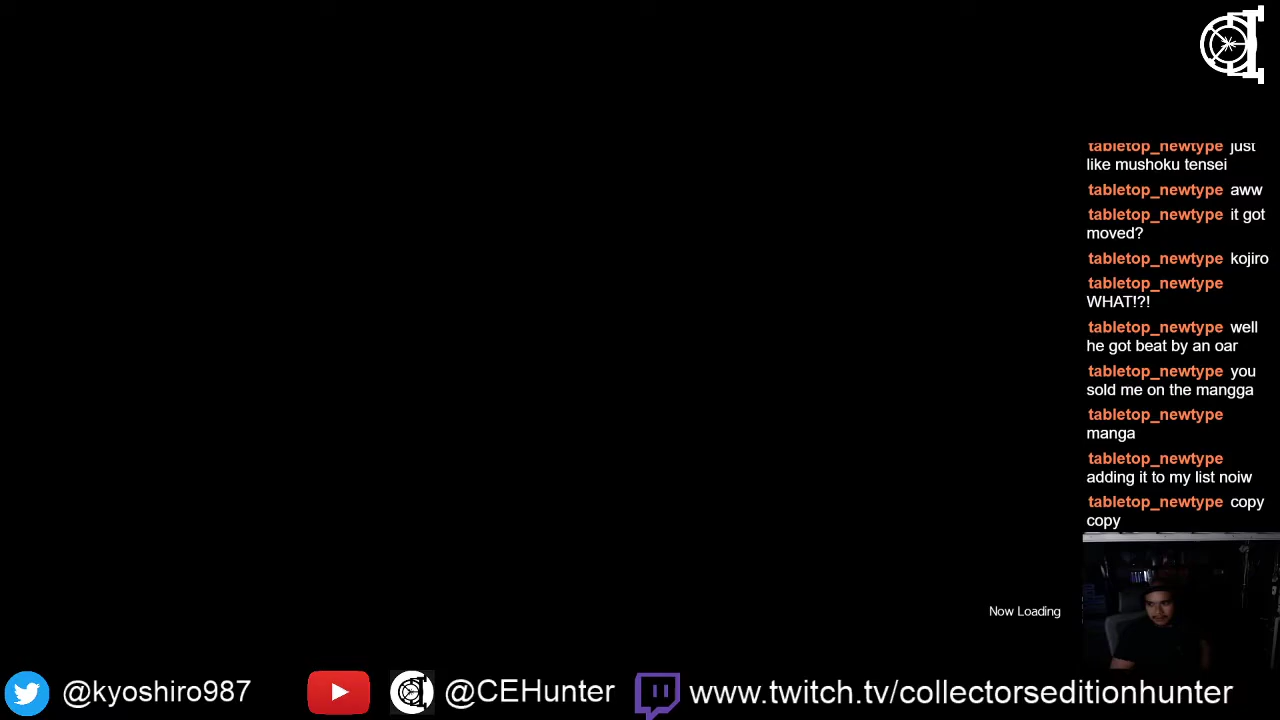 tabletop_newtype just
like mushoku tensei
tabletop_newtype aww
tabletop_newtype it got
moved?
tabletop_newtype kojiro
tabletop_newtype
WHAT!?!
tabletop_newtype well
he got beat by an oar
tabletop_newtype you
sold me on the mangga
tabletop_newtype
manga
tabletop_newtype
adding it to my list noiw
tabletop_newtype copy
copy
Now Loading
@kyoshiro987 @CEHunter www.twitch.tv/collectorseditionhunter